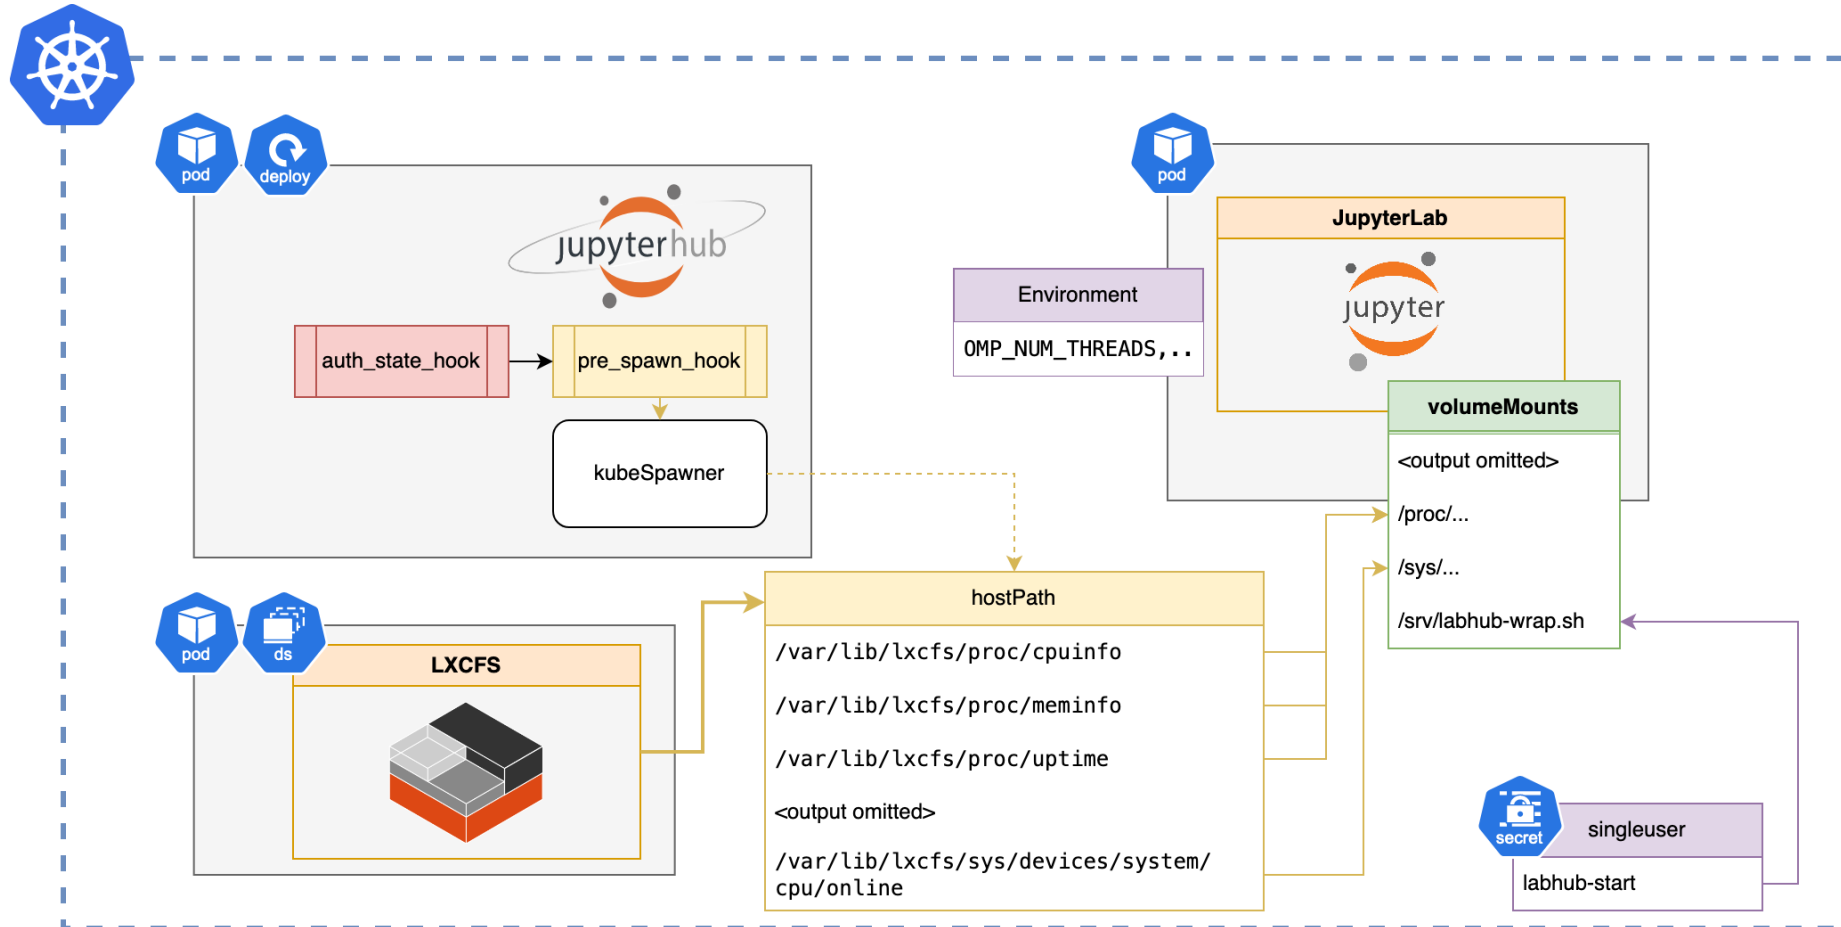 pod
deploy
jupyterhub
auth_state_hook
pre_spawn_hook
kubeSpawner
pod
JupyterLab
jupyter
Environment
OMP_NUM_THREADS,..
volumeMounts
<output omitted>
/proc/...
/sys/...
/srv/labhub-wrap.sh
pod
ds
LXCFS
hostPath
/var/lib/lxcfs/proc/cpuinfo
/var/lib/lxcfs/proc/meminfo
/var/lib/lxcfs/proc/uptime
<output omitted>
/var/lib/lxcfs/sys/devices/system/
cpu/online
secret
singleuser
labhub-start